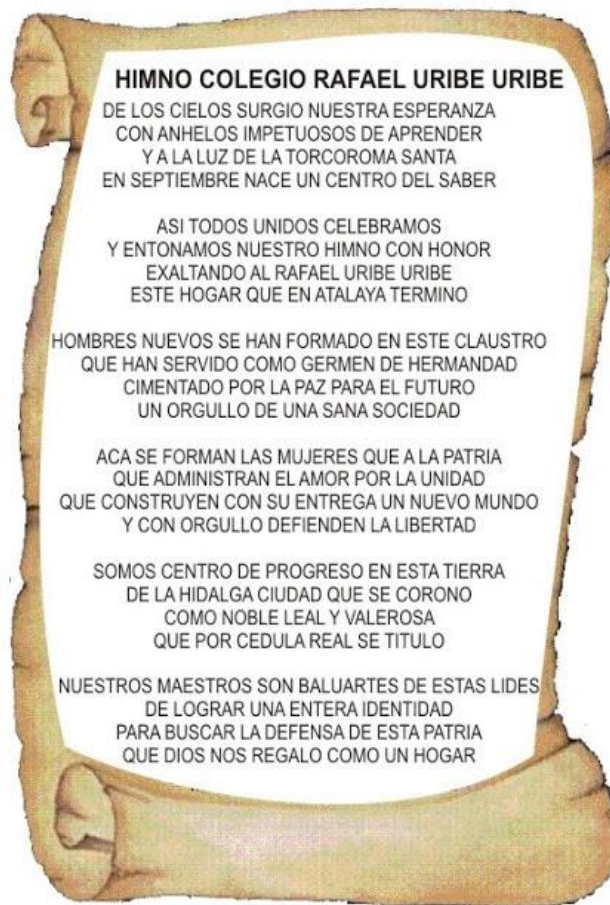 HIMNO COLEGIO RAFAEL URIBE URIBE
DE LOS CIELOS SURGIO NUESTRA ESPERANZA
CON ANHELOS IMPETUOSOS DE APRENDER
Y A LA LUZ DE LA TORCOROMA SANTA
EN SEPTIEMBRE NACE UN CENTRO DEL SABER
ASI TODOS UNIDOS CELEBRAMOS
Y ENTONAMOS NUESTRO HIMNO CON HONOR
EXALTANDO AL RAFAEL URIBE URIBE
ESTE HOGAR QUE EN ATALAYA TERMINO
HOMBRES NUEVOS SE HAN FORMADO EN ESTE CLAUSTRO
QUE HAN SERVIDO COMO GERMEN DE HERMANDAD
CIMENTADO POR LA PAZ PARA EL FUTURO
UN ORGULLO DE UNA SANA SOCIEDAD
ACA SE FORMAN LAS MUJERES QUE A LA PATRIA
QUE ADMINISTRAN EL AMOR POR LA UNIDAD
QUE CONSTRUYEN CON SU ENTREGA UN NUEVO MUNDO
Y CON ORGULLO DEFIENDEN LA LIBERTAD
SOMOS CENTRO DE PROGRESO EN ESTA TIERRA
DE LA HIDALGA CIUDAD QUE SE CORONO
COMO NOBLE LEAL Y VALEROSA
QUE POR CEDULA REAL SE TITULO
NUESTROS MAESTROS SON BALUARTES DE ESTAS LIDES
DE LOGRAR UNA ENTERA IDENTIDAD
PARA BUSCAR LA DEFENSA DE ESTA PATRIA
QUE DIOS NOS REGALO COMO UN HOGAR